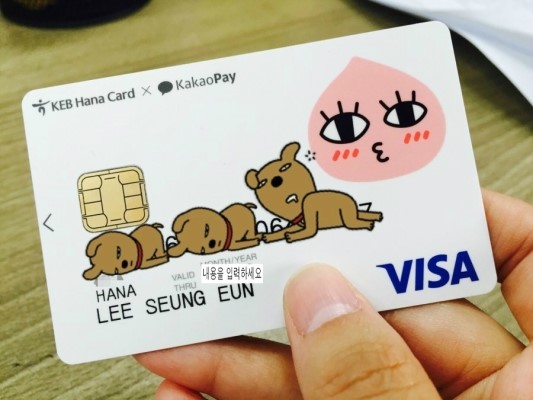 KEB Hana Card × KakaoPay
MONTH/YEAR
VALID
THRU
내용을 입력하세요
HANA
LEE SEUNG EUN
VISA